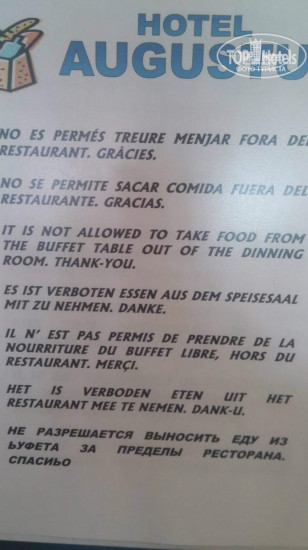 HOTEL
AUGUS
TOP Hotels
ФОТО ТУРИСТА
NO ES PERMÉS TREURE MENJAR FORA DEL
RESTAURANT. GRÀCIES.
NO SE PERMITE SACAR COMIDA FUERA DEL
RESTAURANTE. GRACIAS.
IT IS NOT ALLOWED TO TAKE FOOD FROM
THE BUFFET TABLE OUT OF THE DINNING
ROOM. THANK-YOU.
ES IST VERBOTEN ESSEN AUS DEM SPEISESAAL
MIT ZU NEHMEN. DANKE.
IL N' EST PAS PERMIS DE PRENDRE DE LA
NOURRITURE DU BUFFET LIBRE, HORS DU
RESTAURANT. MERÇI.
HET IS VERBODEN ETEN UIT HET
RESTAURANT MEE TE NEMEN. DANK-U.
НЕ РАЗРЕШАЕТСЯ ВЫНОСИТЬ ЕДУ ИЗ
ЬУФЕТА ЗА ПРЕДЕЛЫ РЕСТОРАНА.
СПАСИЬО